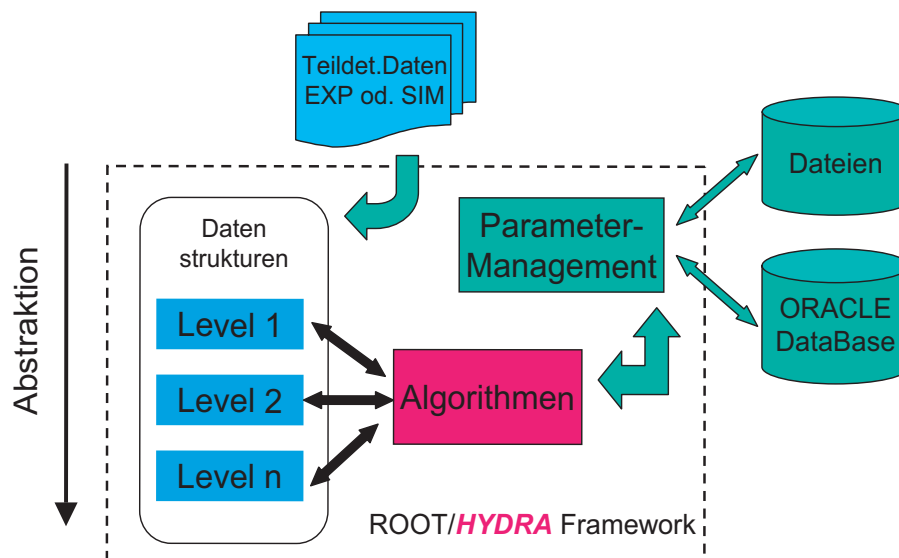 Teildet.Daten
EXP od. SIM
Dateien
Parameter-
Management
Daten
strukturen
ORACLE
DataBase
Level 1
Level 2
Level n
Algorithmen
Abstraktion
ROOT/HYDRA Framework